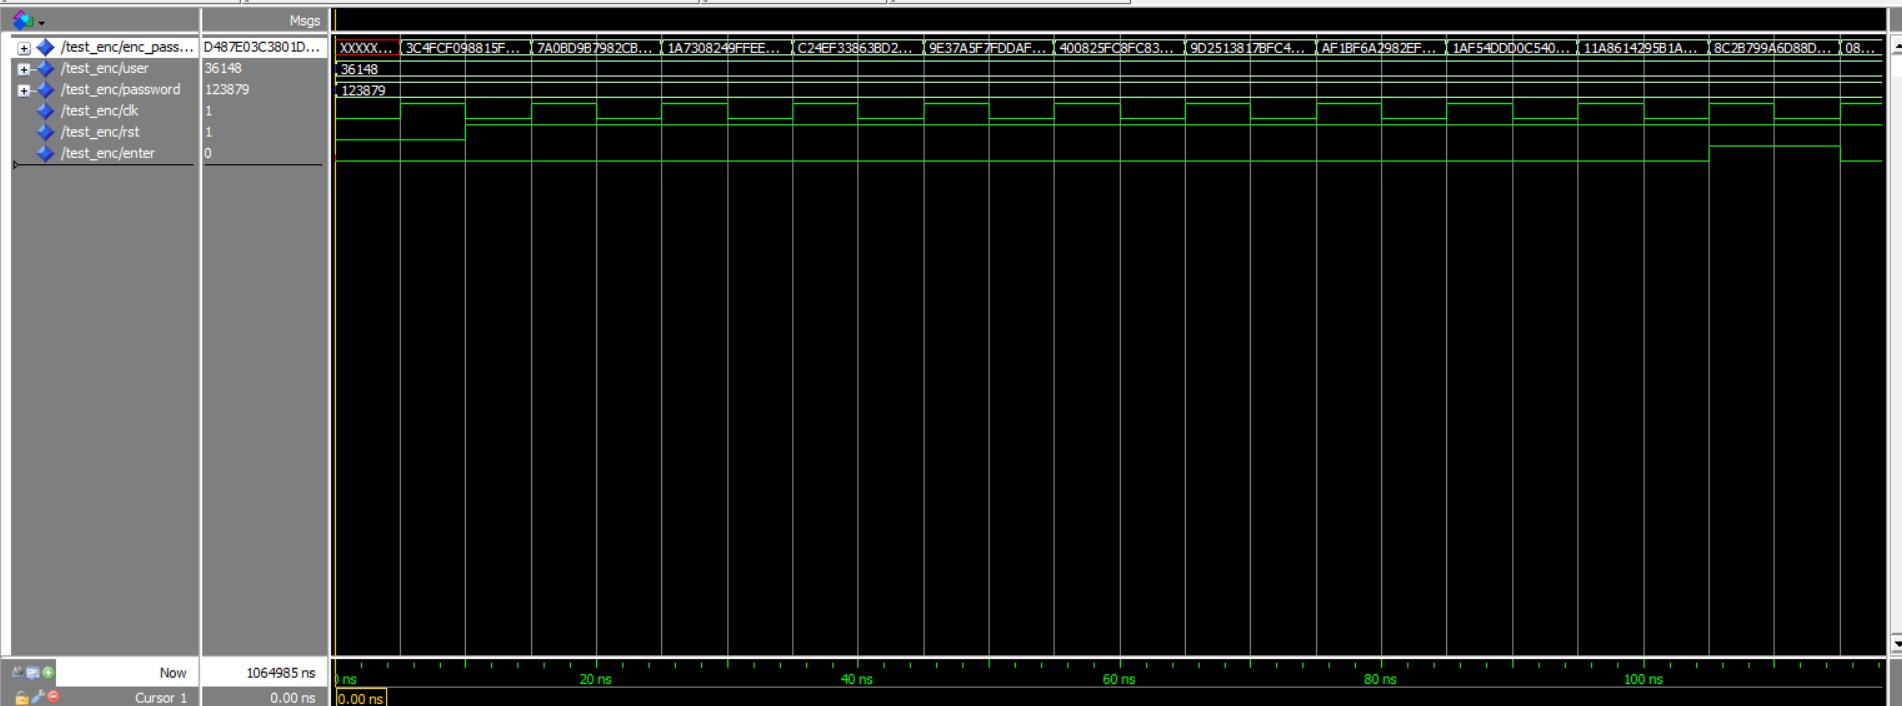 Msgs
/test_enc/enc_pass... D487E03C3801D... XXXXX... 3C4FCF098815F... 7A0BD9B7982CB... 1A7308249FFEE... C24EF33863BD2... 9E37A5F7FDDAF... 400825FC8FC83... 9D2513817BFC4... AF1BF6A2982EF... 1AF54DDD0C540... 11A8614295B1A... 8C2B799A6D88D... 08...
/test_enc/user 36148 36148
/test_enc/password 123879 123879
/test_enc/clk 1
/test_enc/rst 1
/test_enc/enter 0
Now 1064985 ns 0 ns 20 ns 40 ns 60 ns 80 ns 100 ns
Cursor 1 0.00 ns 0.00 ns